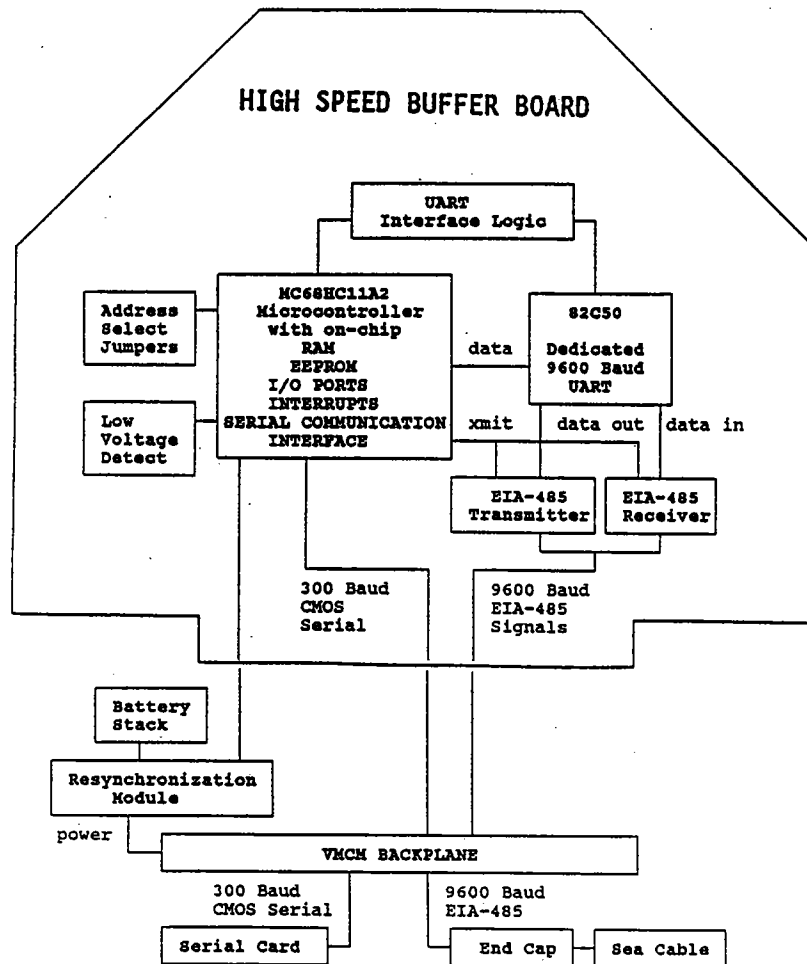 HIGH SPEED BUFFER BOARD
UART
Interface Logic
Address
Select
Jumpers
MC68HC11A2
Microcontroller
with on-chip
RAM
EEPROM
I/O PORTS
INTERRUPTS
SERIAL COMMUNICATION
INTERFACE
82C50
Dedicated
9600 Baud
UART
data
Low
Voltage
Detect
xmit
data out
data in
EIA-485
Transmitter
EIA-485
Receiver
300 Baud
CMOS
Serial
9600 Baud
EIA-485
Signals
Battery
Stack
Resynchronization
Module
power
VMCM BACKPLANE
300 Baud
CMOS Serial
9600 Baud
EIA-485
Serial Card
End Cap
Sea Cable